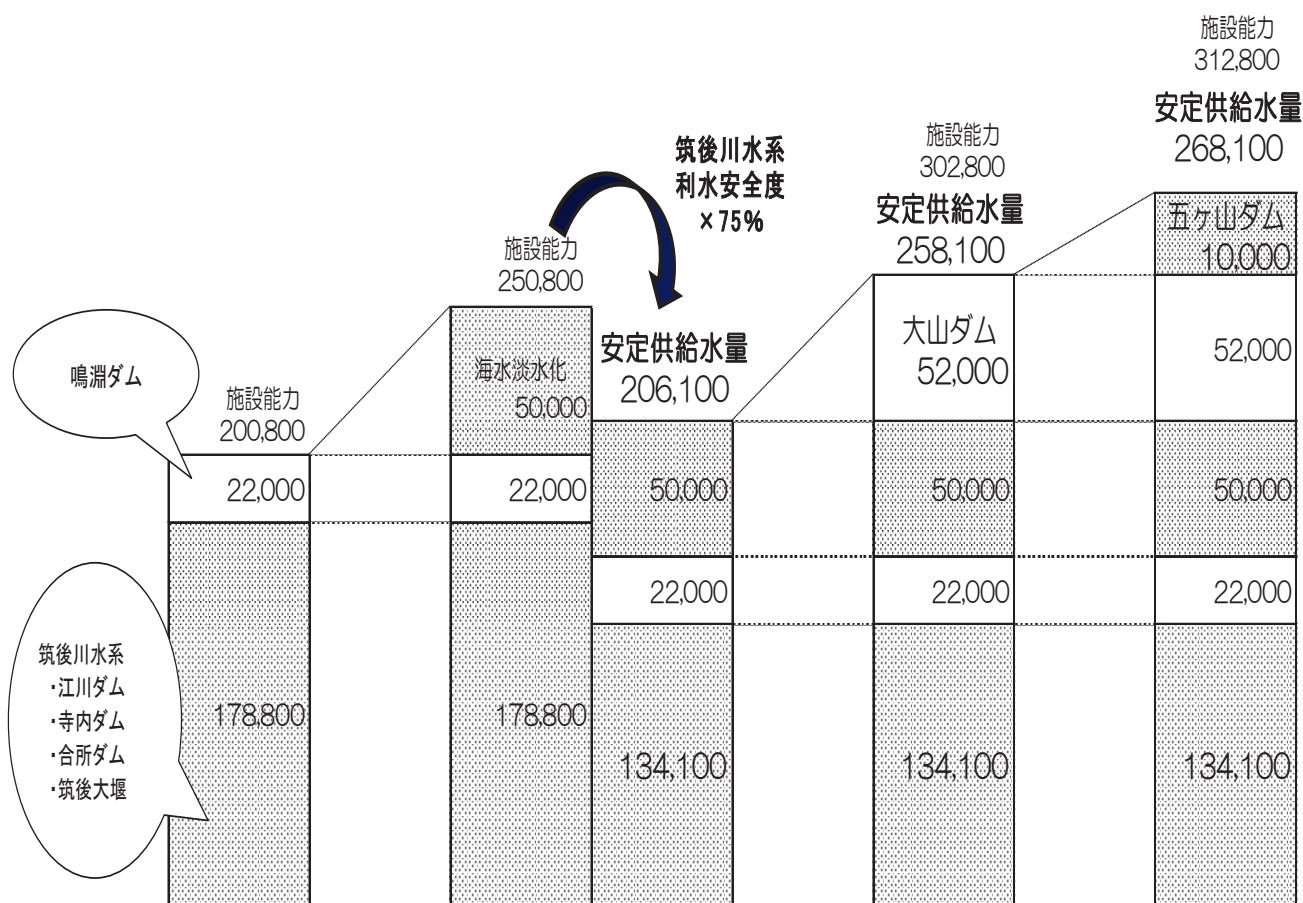 鳴淵ダム
筑後川水系
・江川ダム
・寺内ダム
・合所ダム
・筑後大堰
施設能力
200,800
22,000
178,800
施設能力
250,800
海水淡水化
50,000
22,000
178,800
筑後川水系
利水安全度
×75%
安定供給水量
206,100
50,000
22,000
134,100
施設能力
302,800
安定供給水量
258,100
大山ダム
52,000
50,000
22,000
134,100
施設能力
312,800
安定供給水量
268,100
五ヶ山ダム
10,000
52,000
50,000
22,000
134,100